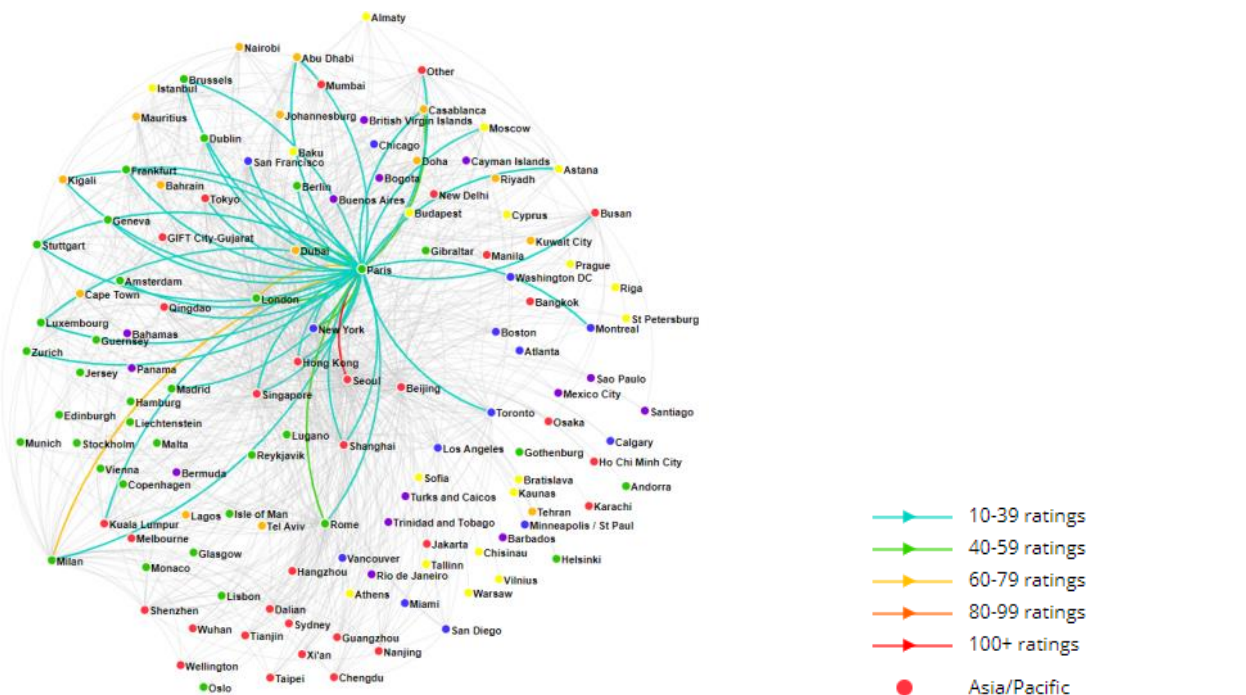 Almaty
Nairobi
Abu Dhabi
Other
Brussels
Mumbai
Istanbul
Casablanca
Mauritius
Johannesburg
British Virgin Islands
Moscow
Dublin
Chicago
Baku
San Francisco
Doha
Cayman Islands
Frankfurt
Astana
Kigali
Bahrain
Berlin
Bogota
Riyadh
Tokyo
Buenos Aires
New Delhi
Geneva
Budapest
Cyprus
Busan
Stuttgart
GIFT City-Gujarat
Dubai
Gibraltar
Kuwait City
Manila
Paris
Prague
Amsterdam
Washington DC
Cape Town
London
Riga
Qingdao
Bangkok
Luxembourg
St Petersburg
Bahamas
New York
Boston
Montreal
Guernsey
Zurich
Atlanta
Hong Kong
Jersey
Panama
Seoul
Sao Paulo
Madrid
Singapore
Beijing
Mexico City
Hamburg
Edinburgh
Toronto
Santiago
Liechtenstein
Osaka
Munich
Stockholm
Malta
Lugano
Shanghai
Los Angeles
Calgary
Reykjavik
Gothenburg
Ho Chi Minh City
Vienna
Bermuda
Sofia
Bratislava
Andorra
Copenhagen
Turks and Caicos
Kaunas
Karachi
Lagos
Isle of Man
Tehran
Kuala Lumpur
Tel Aviv
Rome
Trinidad and Tobago
Minneapolis / St Paul
Melbourne
Barbados
Jakarta
Glasgow
Chisinau
Milan
Vancouver
Helsinki
Monaco
Hangzhou
Tallinn
Rio de Janeiro
Vilnius
Lisbon
Athens
Warsaw
Shenzhen
Dalian
Miami
Wuhan
Sydney
Tianjin
Guangzhou
San Diego
Xi'an
Nanjing
Wellington
Taipei
Chengdu
Oslo
10-39 ratings
40-59 ratings
60-79 ratings
80-99 ratings
100+ ratings
Asia/Pacific